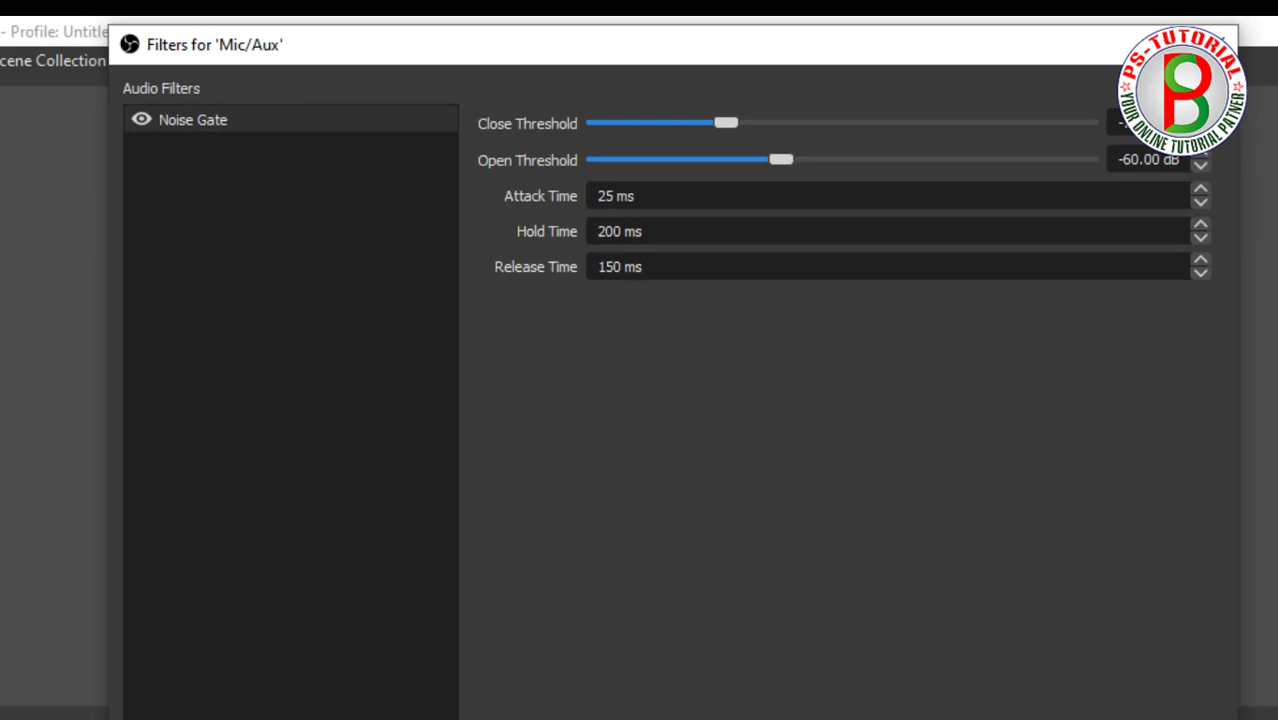 - Profile: Untitle
cene Collection
Filters for 'Mic/Aux'
PS-TUTORIAL
YOUR ONLINE TUTORIAL PATNER
Audio Filters
Noise Gate
Close Threshold
Open Threshold -60.00 dB
Attack Time 25 ms
Hold Time 200 ms
Release Time 150 ms